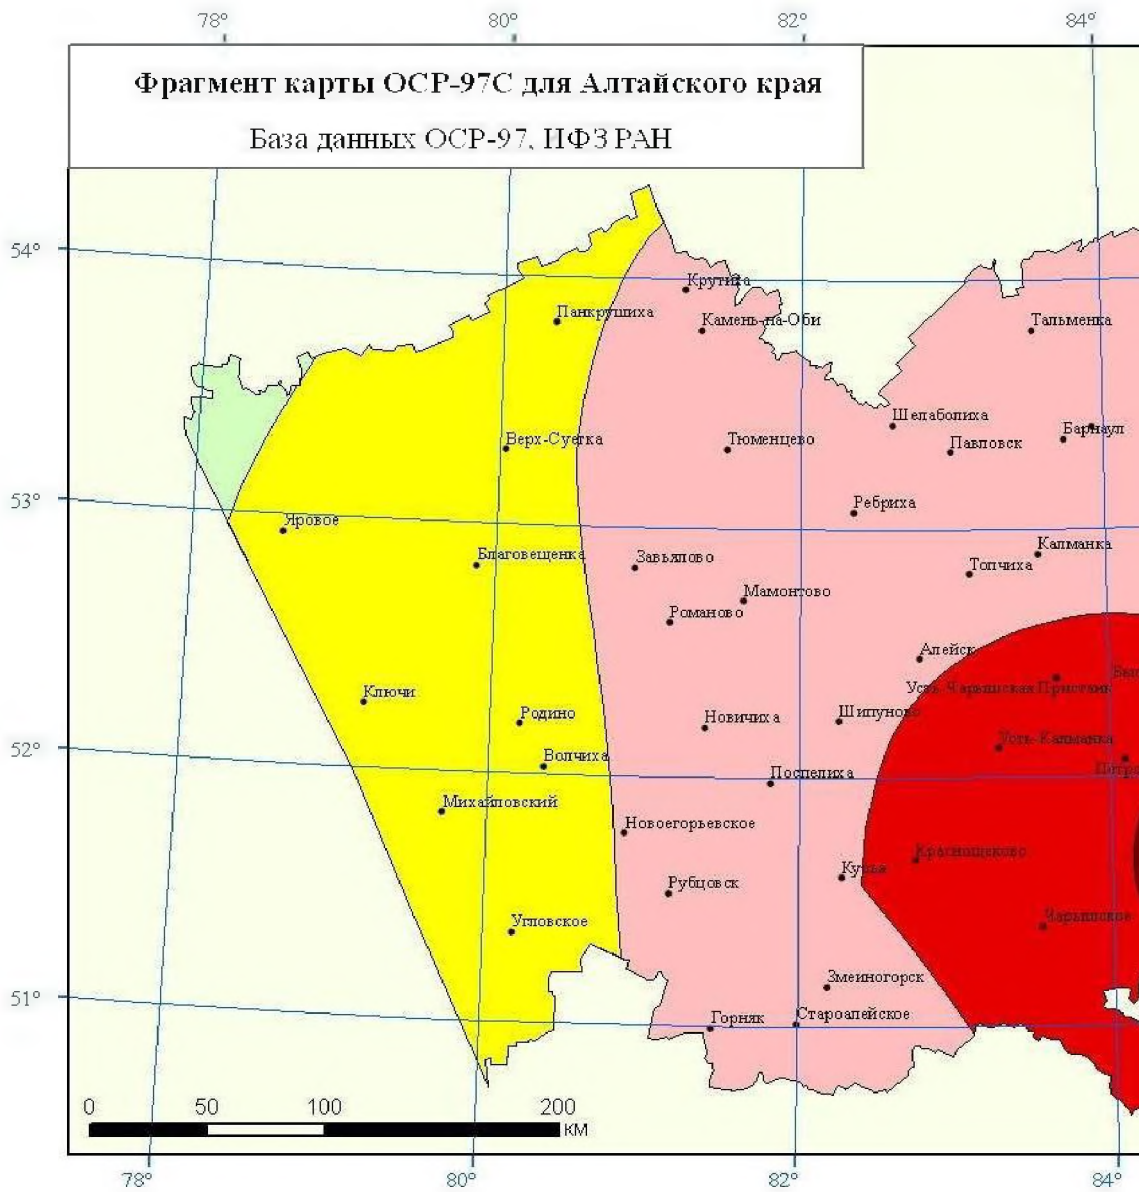 78° 80° 82° 84°
Фрагмент карты ОСР-97С для Алтайского края
База данных ОСР-97, ИФЗ РАН
54°
Крутиха
Панкрушиха
Камень-на-Оби
Тальменка
Шелаболиха
Барнаул
Верх-Суетка
Тюменцево
Павловск
53°
Ребриха
Яровое
Благовещенка
Завьялово
Калманка
Топчиха
Мамонтово
Романово
Алейск
Ключи
Усть-Чарышская Пристань
Родино
Новичиха
Шипуново
52°
Усть-Калманка
Волчиха
Поспелиха
Михайловский
Новоегорьевское
Краснощеково
Курья
Рубцовск
Угловское
Чарышское
51°
Змеиногорск
Горняк
Староалейское
0 50 100 200
КМ
78° 80° 82° 84°